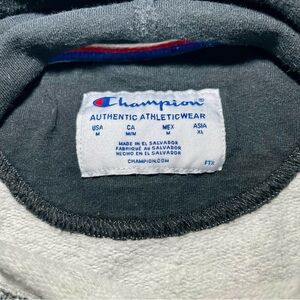 Champion
AUTHENTIC ATHLETICWEAR
USA CA MEX ASIA
M M/M M XL
MADE IN EL SALVADOR
FABRIQUÉ AU SALVADOR
HECHO EN EL SALVADOR
CHAMPION.COM FTX